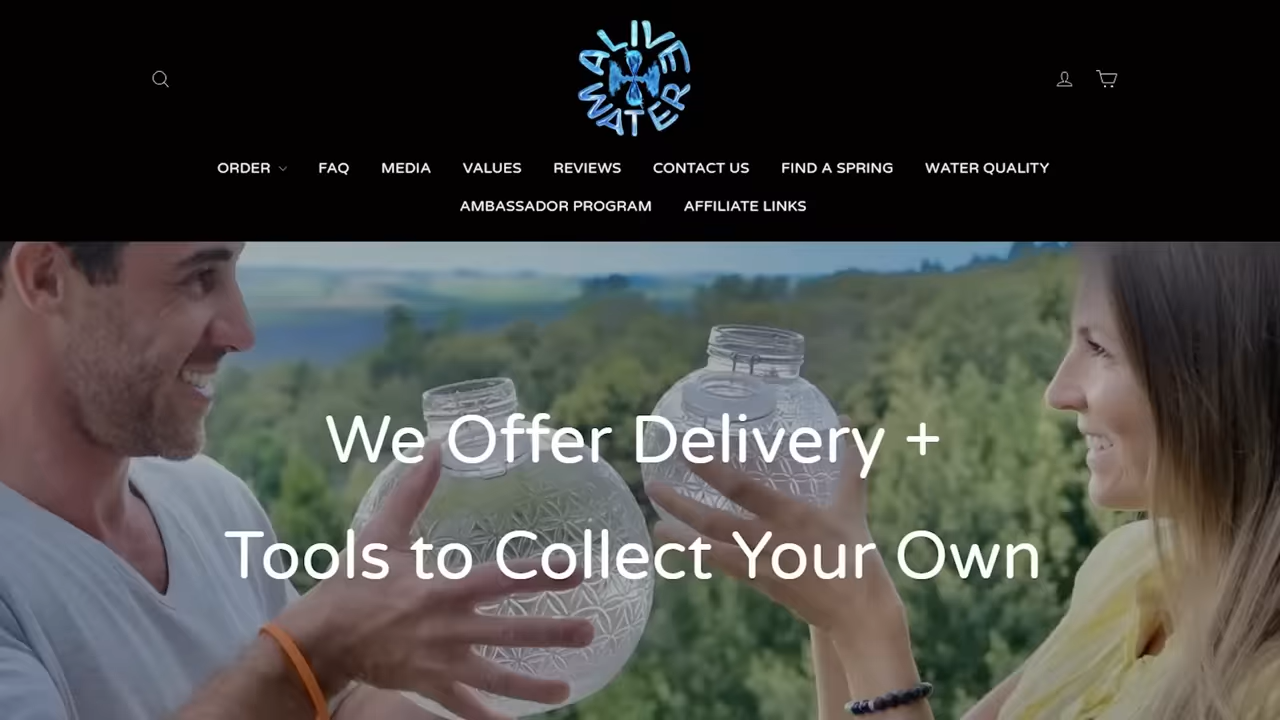 ALIVE
WATER
ORDER FAQ MEDIA VALUES REVIEWS CONTACT US FIND A SPRING WATER QUALITY
AMBASSADOR PROGRAM AFFILIATE LINKS
We Offer Delivery +
Tools to Collect Your Own